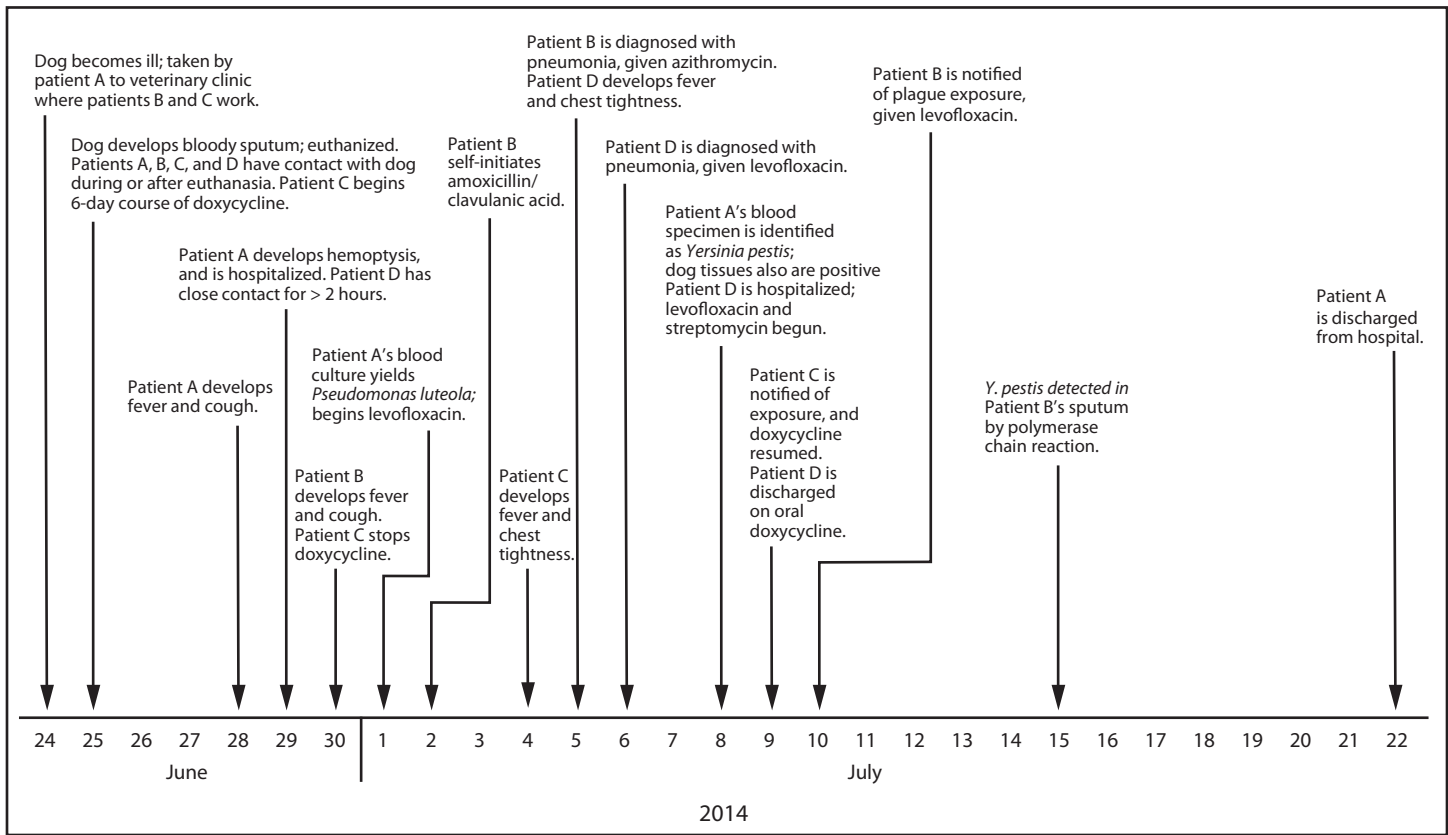 Dog becomes ill; taken by
patient A to veterinary clinic
where patients B and C work.
Dog develops bloody sputum; euthanized.
Patients A, B, C, and D have contact with dog
during or after euthanasia. Patient C begins
6-day course of doxycycline.
Patient A develops
fever and cough.
Patient A develops hemoptysis,
and is hospitalized. Patient D has
close contact for > 2 hours.
Patient B
develops fever
and cough.
Patient C stops
doxycycline.
Patient A's blood
culture yields
Pseudomonas luteola;
begins levofloxacin.
Patient B
self-initiates
amoxicillin/
clavulanic acid.
Patient C
develops
fever and
chest
tightness.
Patient B is diagnosed with
pneumonia, given azithromycin.
Patient D develops fever
and chest tightness.
Patient D is diagnosed with
pneumonia, given levofloxacin.
Patient A's blood
specimen is identified
as Yersinia pestis;
dog tissues also are positive
Patient D is hospitalized;
levofloxacin and
streptomycin begun.
Patient C is
notified of
exposure, and
doxycycline
resumed.
Patient D is
discharged
on oral
doxycycline.
Patient B is notified
of plague exposure,
given levofloxacin.
Y. pestis detected in
Patient B's sputum
by polymerase
chain reaction.
Patient A
is discharged
from hospital.
24 25 26 27 28 29 30 1 2 3 4 5 6 7 8 9 10 11 12 13 14 15 16 17 18 19 20 21 22
June July
2014